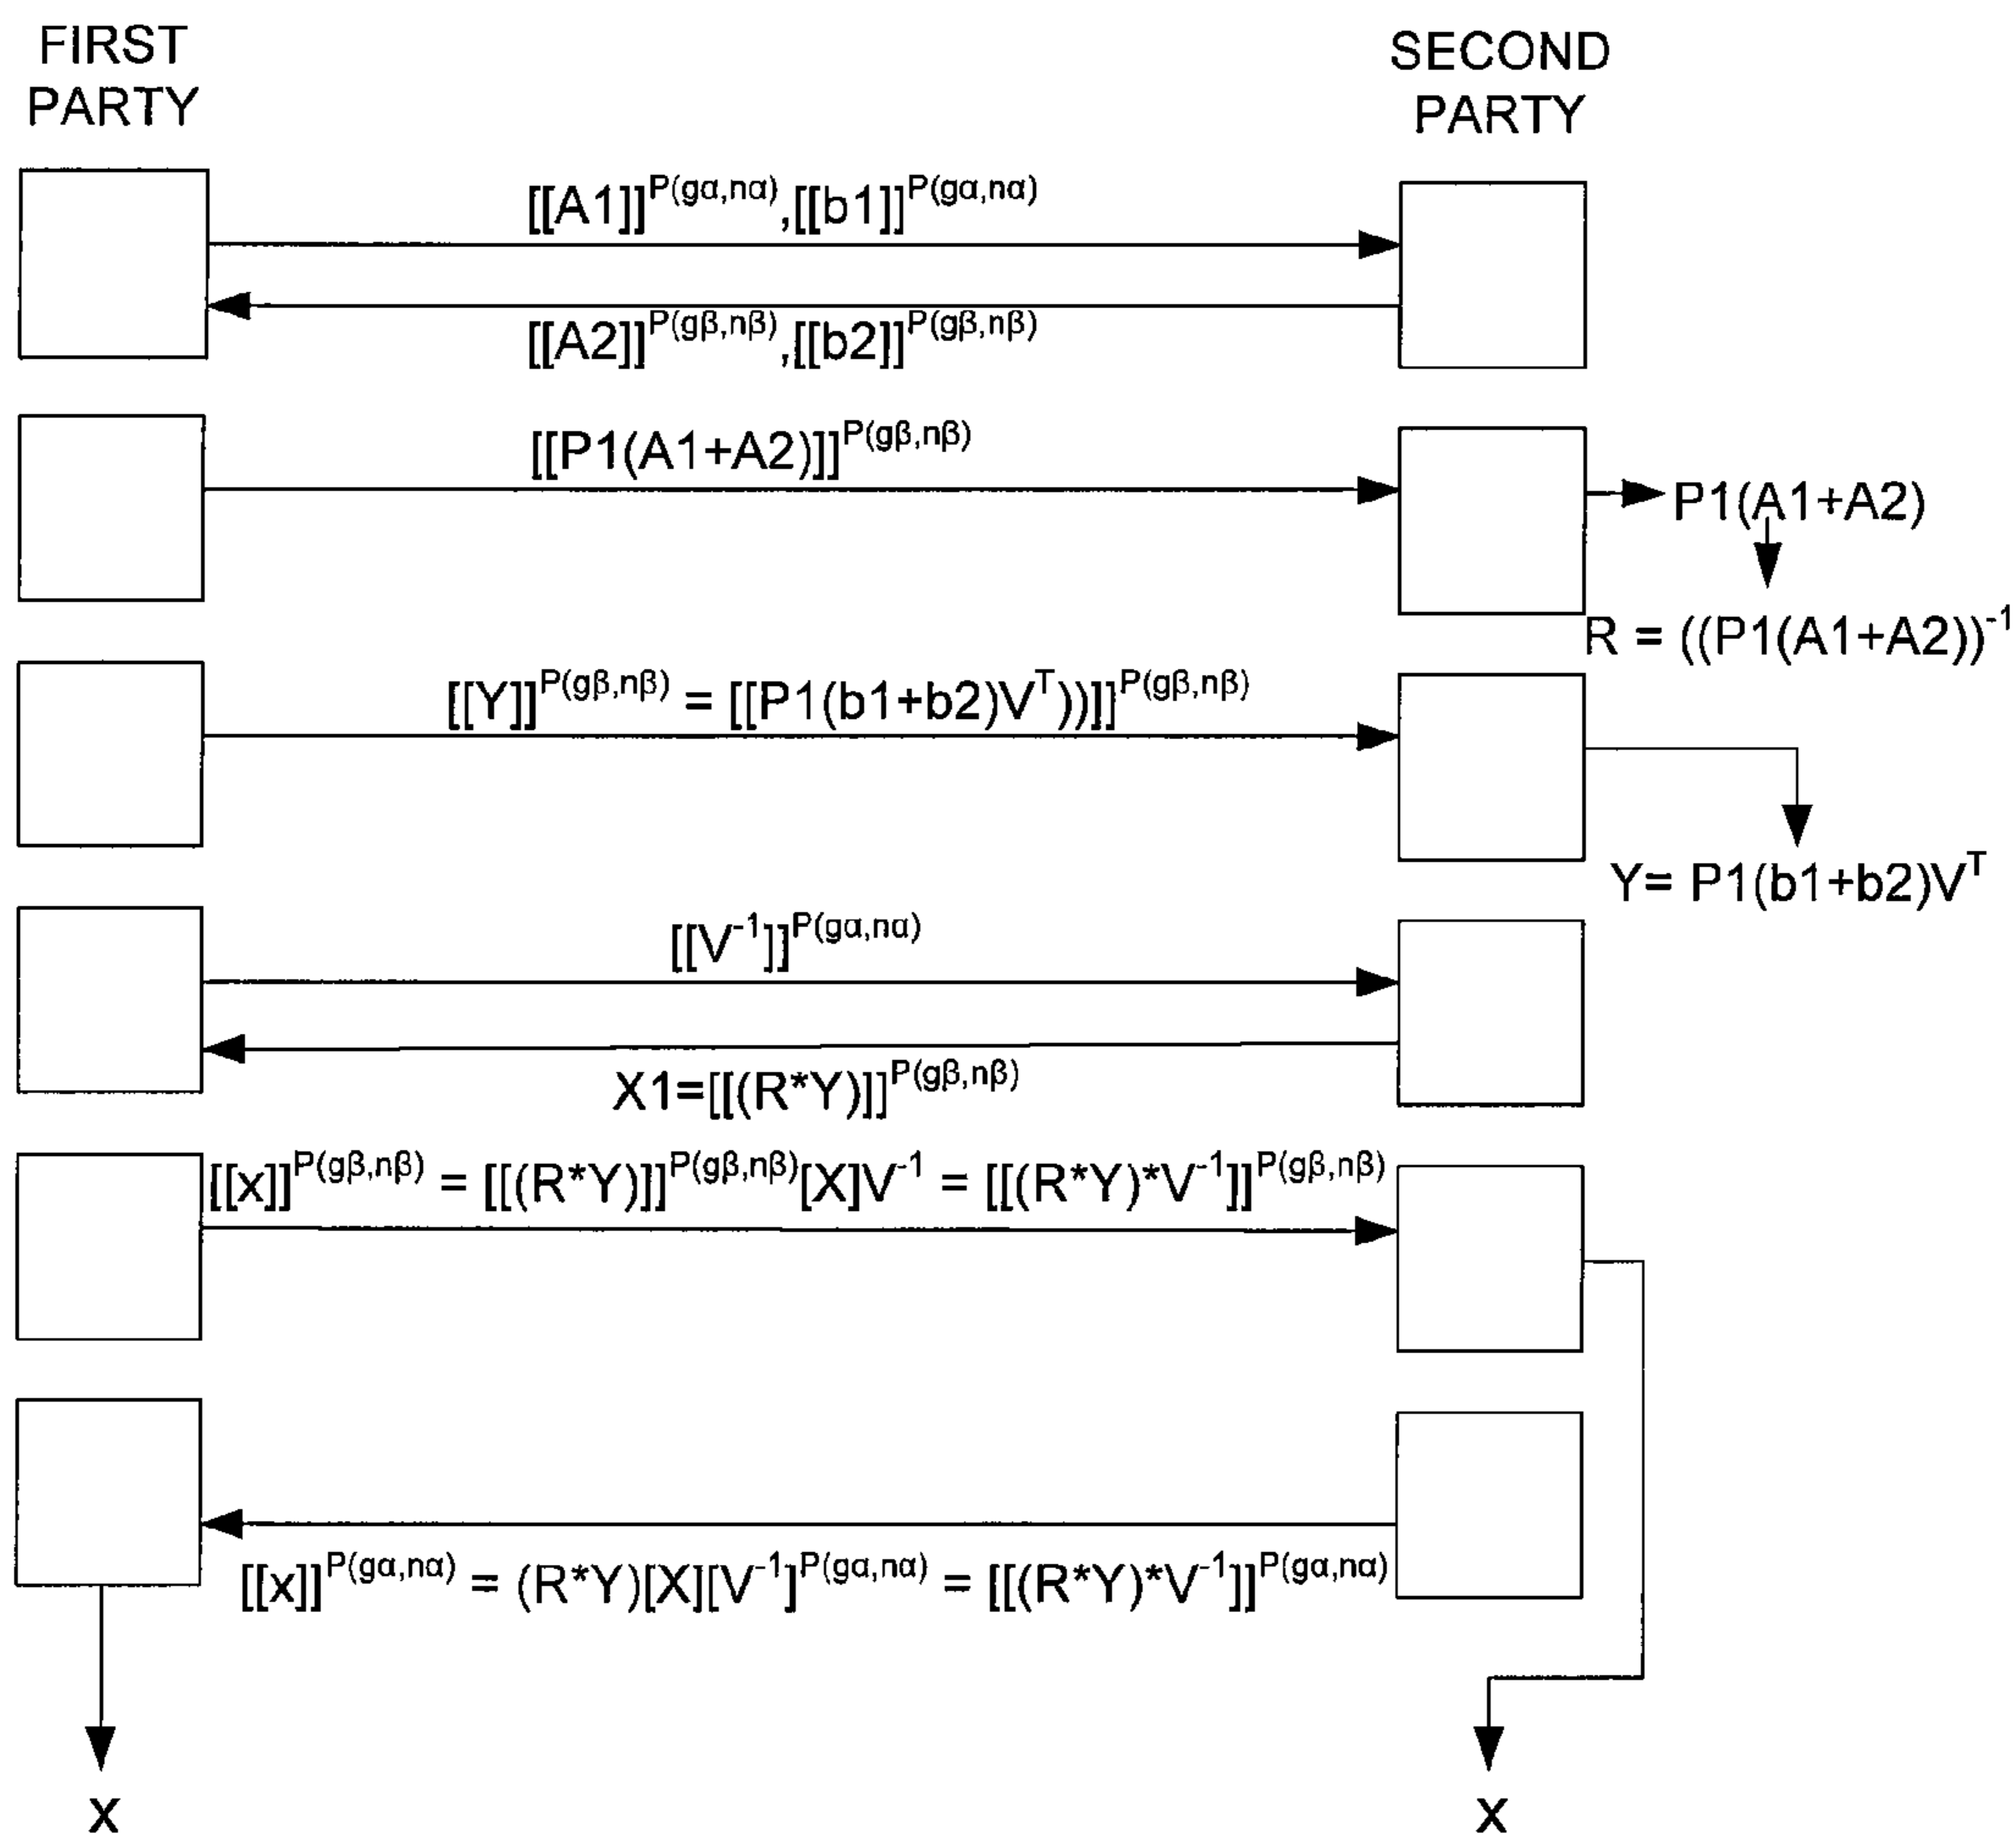 FIRST
PARTY
SECOND
PARTY
[[A1]]^P(gα,nα),[[b1]]^P(gα,nα)
[[A2]]^P(gβ,nβ),[[b2]]^P(gβ,nβ)
[[P1(A1+A2)]]^P(gβ,nβ)
P1(A1+A2)
R = ((P1(A1+A2))^-1
[[Y]]^P(gβ,nβ) = [[P1(b1+b2)V^T))]]^P(gβ,nβ)
Y= P1(b1+b2)V^T
[[V^-1]]^P(gα,nα)
X1=[[(R*Y)]]^P(gβ,nβ)
[[x]]^P(gβ,nβ) = [[(R*Y)]]^P(gβ,nβ)[X]V^-1 = [[(R*Y)*V^-1]]^P(gβ,nβ)
[[x]]^P(gα,nα) = (R*Y)[X][V^-1]^P(gα,nα) = [[(R*Y)*V^-1]]^P(gα,nα)
x
x